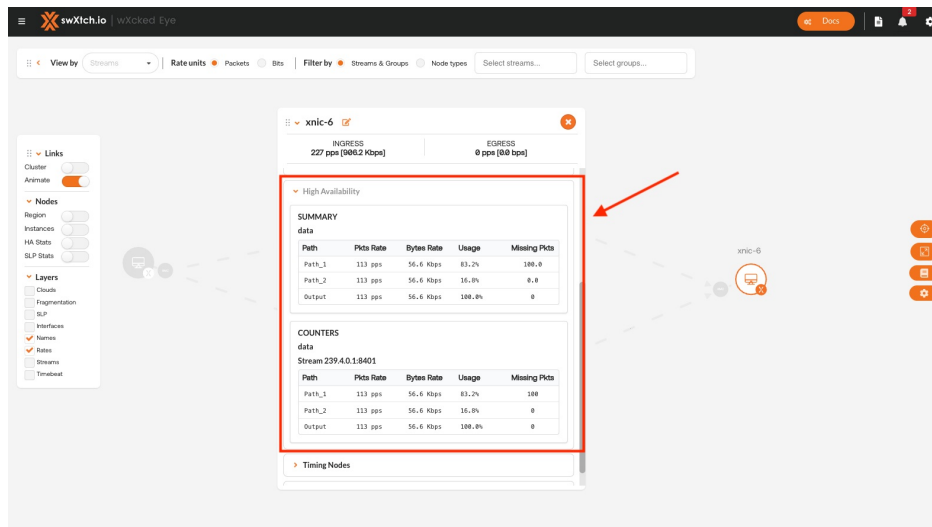 swXtch.io | wXcked Eye
Docs
2
View by Streams Rate units Packets Bits Filter by Streams & Groups Node types Select streams... Select groups...
Links
Cluster
Animate
Nodes
Region
Instances
HA Stats
SLP Stats
Layers
Clouds
Fragmentation
SLP
Interfaces
Names
Rates
Streams
Timebeat
xnic-6
INGRESS EGRESS
227 pps [906.2 Kbps] 0 pps [0.0 bps]
High Availability
SUMMARY
data
Path Pkts Rate Bytes Rate Usage Missing Pkts
Path_1 113 pps 56.6 Kbps 83.2% 100.0
Path_2 113 pps 56.6 Kbps 16.8% 0.0
Output 113 pps 56.6 Kbps 100.0% 0
COUNTERS
data
Stream 239.4.0.1:8401
Path Pkts Rate Bytes Rate Usage Missing Pkts
Path_1 113 pps 56.6 Kbps 83.2% 100
Path_2 113 pps 56.6 Kbps 16.8% 0
Output 113 pps 56.6 Kbps 100.0% 0
Timing Nodes
xnic-6